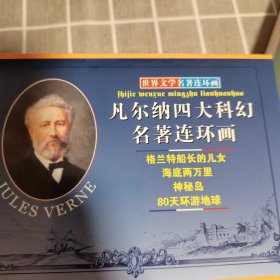 世界文学名著连环画
shijie wenxue mingzhu lianhuanhua
凡尔纳四大科幻
名著连环画
格兰特船长的儿女
海底两万里
神秘岛
80天环游地球
JULES VERNE